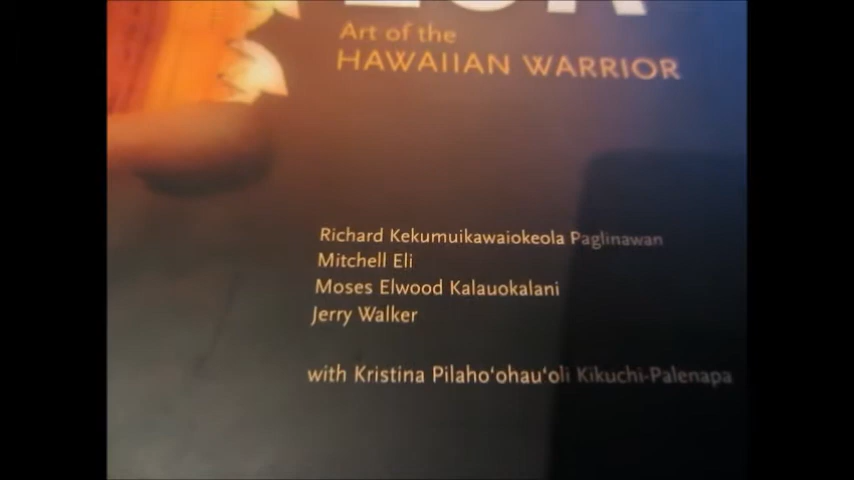 Art of the
HAWAIIAN WARRIOR
Richard Kekumuikawaiokeola Paglinawan
Mitchell Eli
Moses Elwood Kalauokalani
Jerry Walker
with Kristina Pilahoʻohauʻoli Kikuchi-Palenapa